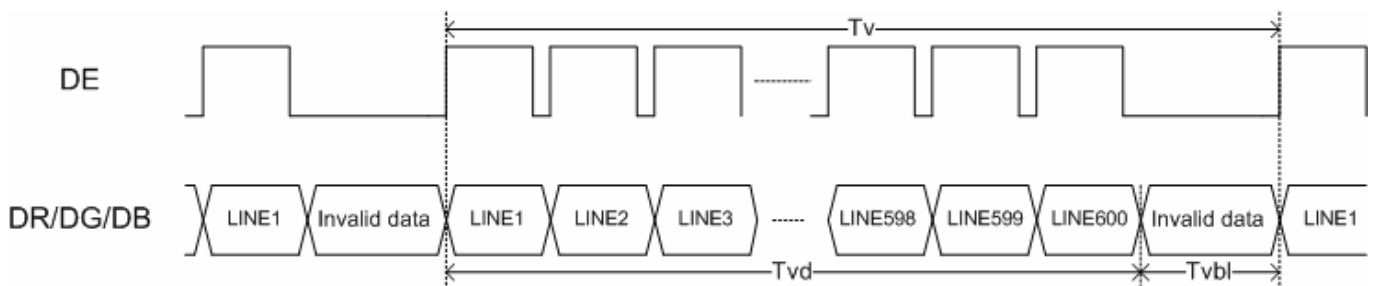 Tv
DE
DR/DG/DB LINE1 Invalid data LINE1 LINE2 LINE3 LINE598 LINE599 LINE600 Invalid data LINE1
Tvd Tvbl